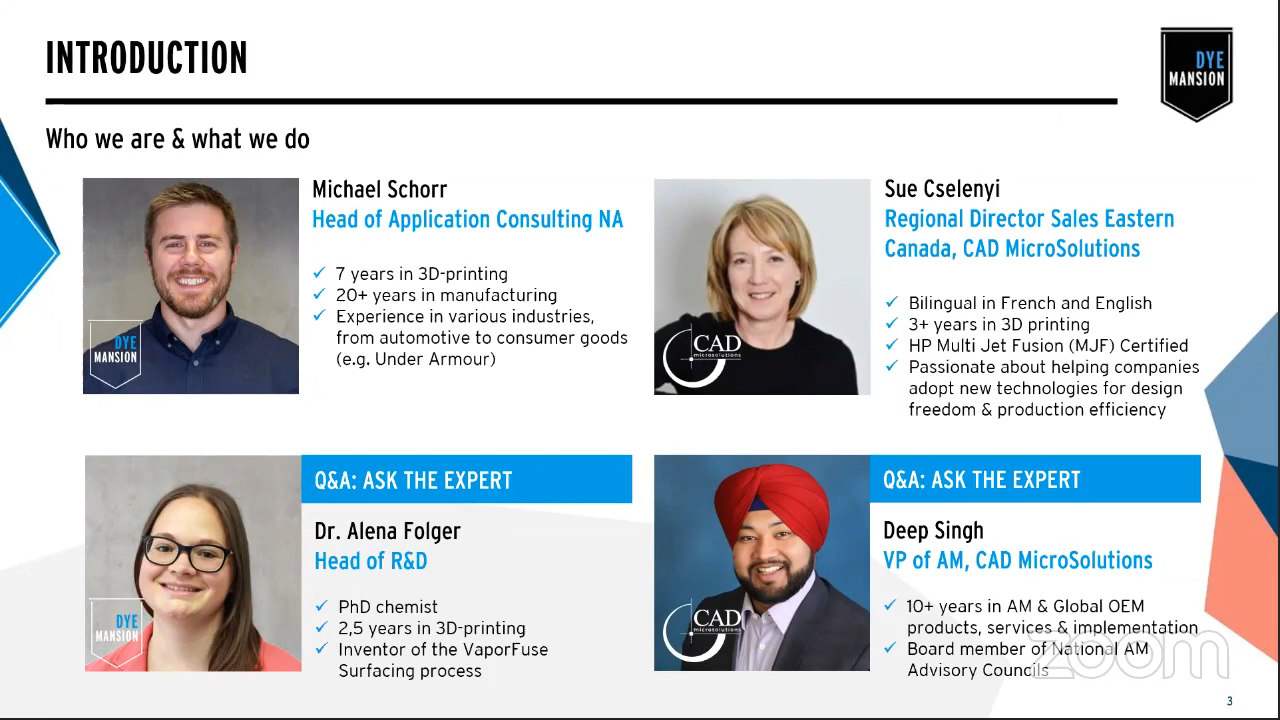 INTRODUCTION
DYE
MANSION
Who we are & what we do
Michael Schorr
Head of Application Consulting NA
✓ 7 years in 3D-printing
✓ 20+ years in manufacturing
✓ Experience in various industries,
from automotive to consumer goods
(e.g. Under Armour)
DYE
MANSION
Sue Cselenyi
Regional Director Sales Eastern
Canada, CAD MicroSolutions
✓ Bilingual in French and English
✓ 3+ years in 3D printing
✓ HP Multi Jet Fusion (MJF) Certified
✓ Passionate about helping companies
adopt new technologies for design
freedom & production efficiency
CAD
microsolutions
Q&A: ASK THE EXPERT
Dr. Alena Folger
Head of R&D
✓ PhD chemist
✓ 2,5 years in 3D-printing
✓ Inventor of the VaporFuse
Surfacing process
DYE
MANSION
Q&A: ASK THE EXPERT
Deep Singh
VP of AM, CAD MicroSolutions
✓ 10+ years in AM & Global OEM
products, services & implementation
✓ Board member of National AM
Advisory Councils
CAD
microsolutions
zoom
3